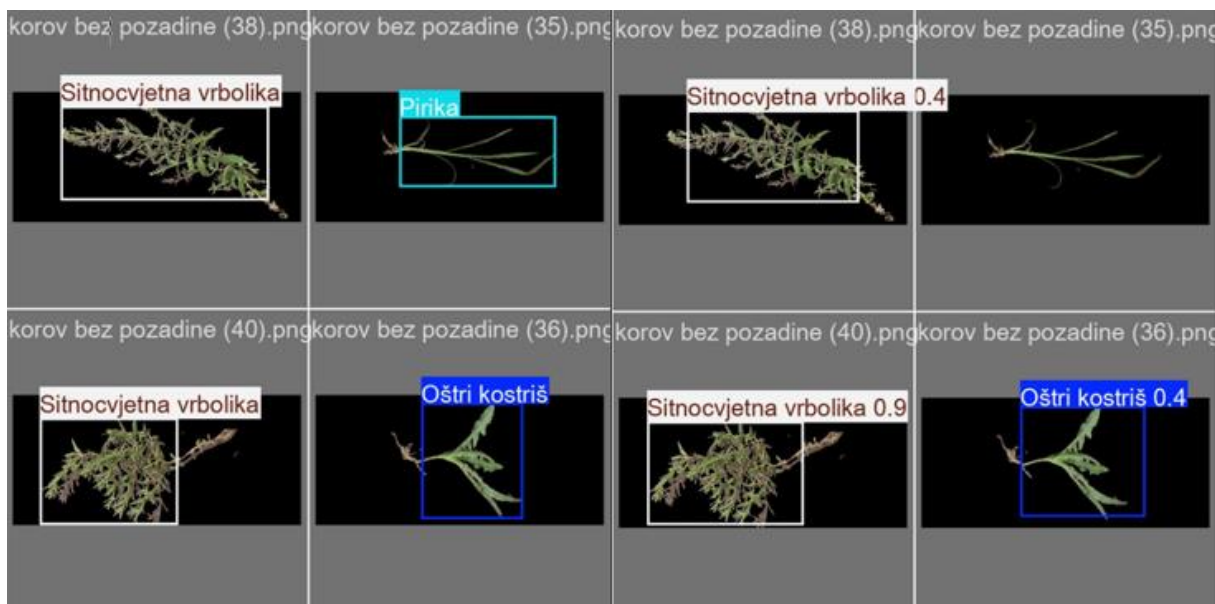 korov bez pozadine (38).png
korov bez pozadine (35).png
korov bez pozadine (38).png
korov bez pozadine (35).png
Sitnocvjetna vrbolika
Pirika
Sitnocvjetna vrbolika 0.4
korov bez pozadine (40).png
korov bez pozadine (36).png
korov bez pozadine (40).png
korov bez pozadine (36).png
Sitnocvjetna vrbolika
Oštri kostriš
Sitnocvjetna vrbolika 0.9
Oštri kostriš 0.4